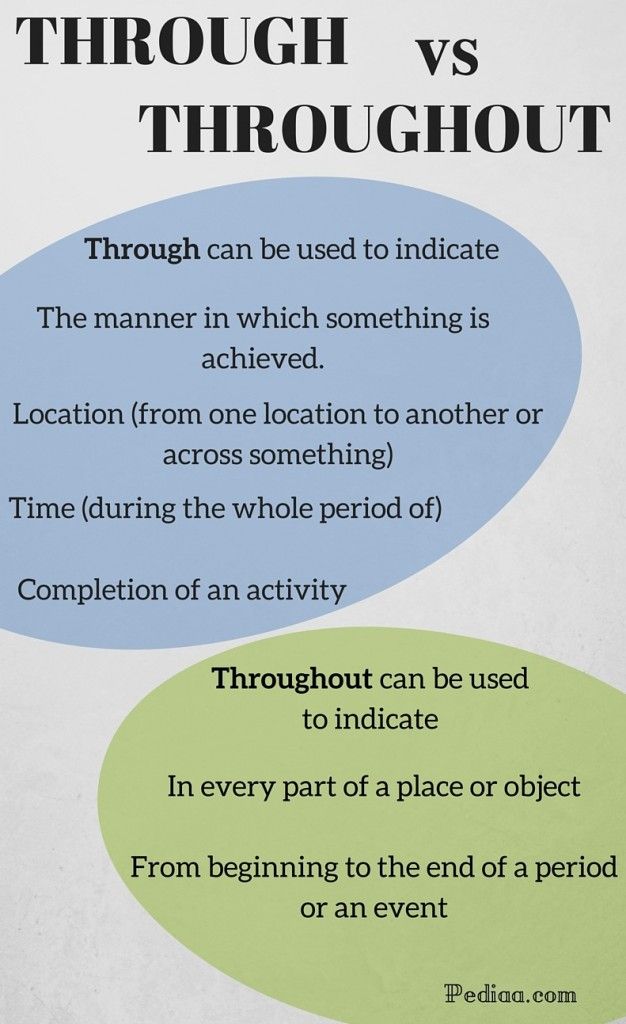 THROUGH vs
THROUGHOUT
Through can be used to indicate
The manner in which something is
achieved.
Location (from one location to another or
across something)
Time (during the whole period of)
Completion of an activity
Throughout can be used
to indicate
In every part of a place or object
From beginning to the end of a period
or an event
Pediaa.com